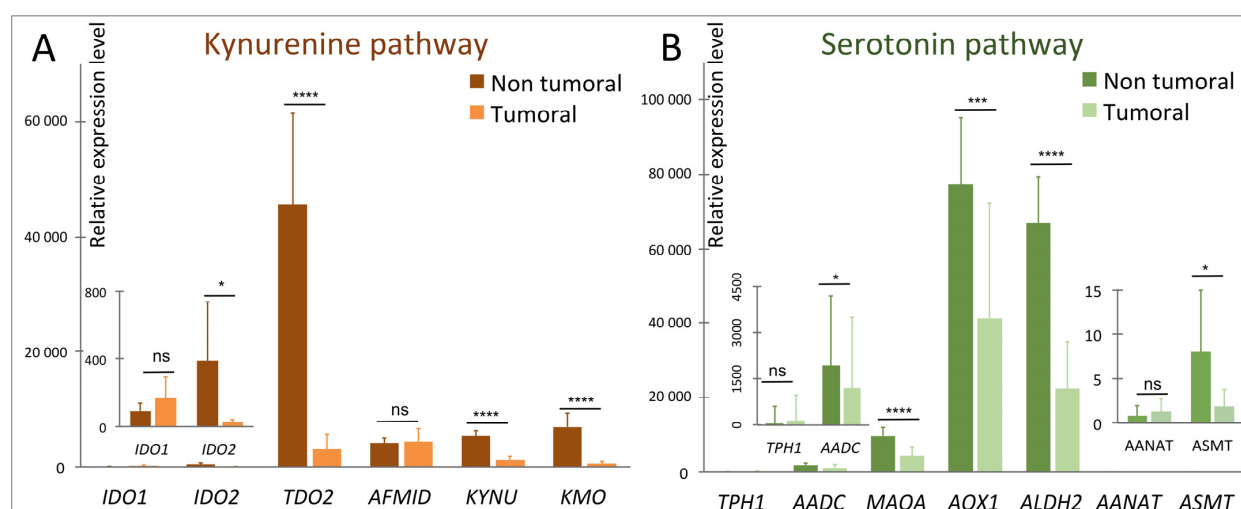 A
Kynurenine pathway
Relative expression level
Non tumoral
Tumoral
60 000
40 000
20 000
0
****
ns
****
****
800
400
0
ns
*
IDO1 IDO2
IDO1 IDO2 TDO2 AFMID KYNU KMO
B
Serotonin pathway
Relative expression level
Non tumoral
Tumoral
100 000
80 000
60 000
40 000
20 000
0
****
***
****
4500
3000
1500
0
ns
*
TPH1 AADC
15
10
5
0
ns
*
AANAT ASMT
TPH1 AADC MAOA AOX1 ALDH2 AANAT ASMT